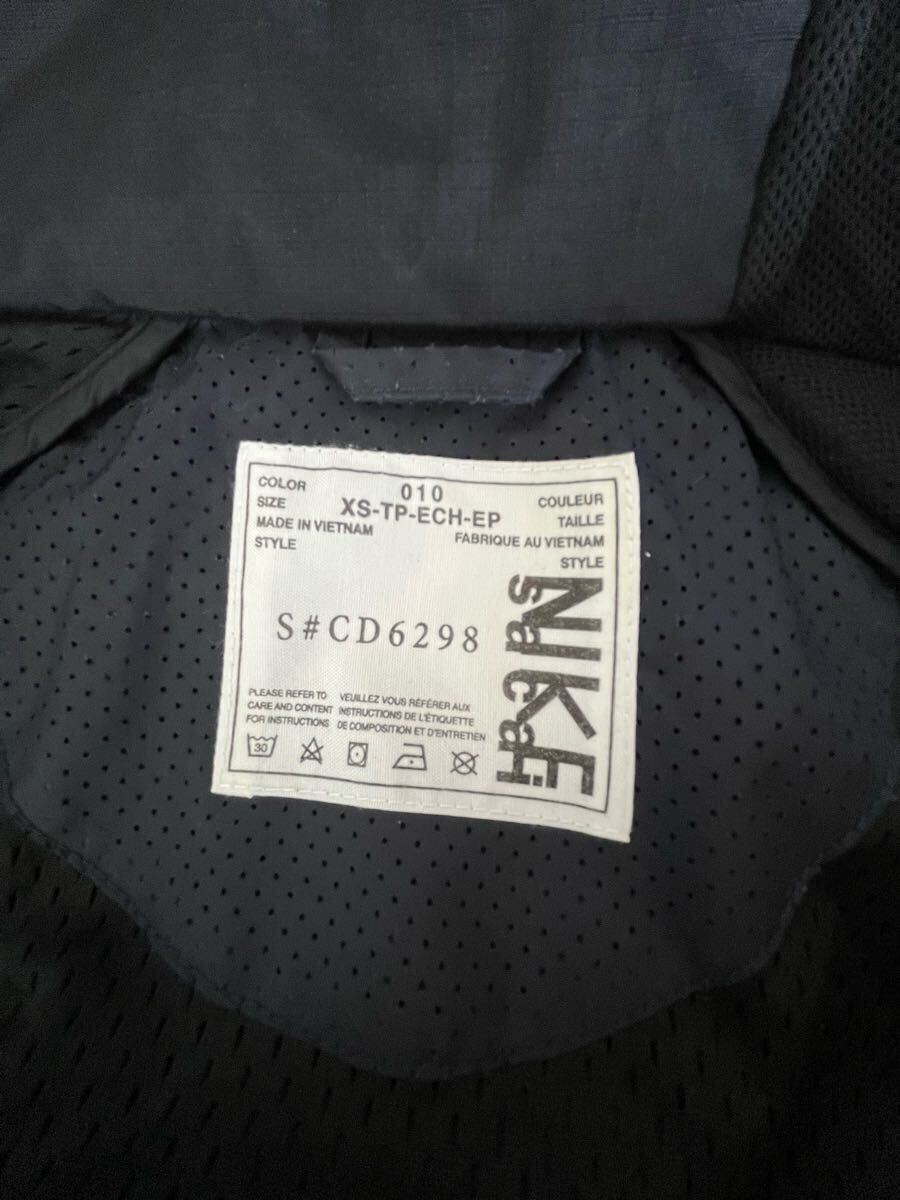 COLOR 010 COULEUR
SIZE XS-TP-ECH-EP TAILLE
MADE IN VIETNAM FABRIQUE AU VIETNAM
STYLE STYLE
S#CD6298
NIKE
sacai
PLEASE REFER TO VEUILLEZ VOUS RÉFÉRER AUX
CARE AND CONTENT INSTRUCTIONS DE L'ÉTIQUETTE
FOR INSTRUCTIONS DE COMPOSITION ET D'ENTRETIEN
30